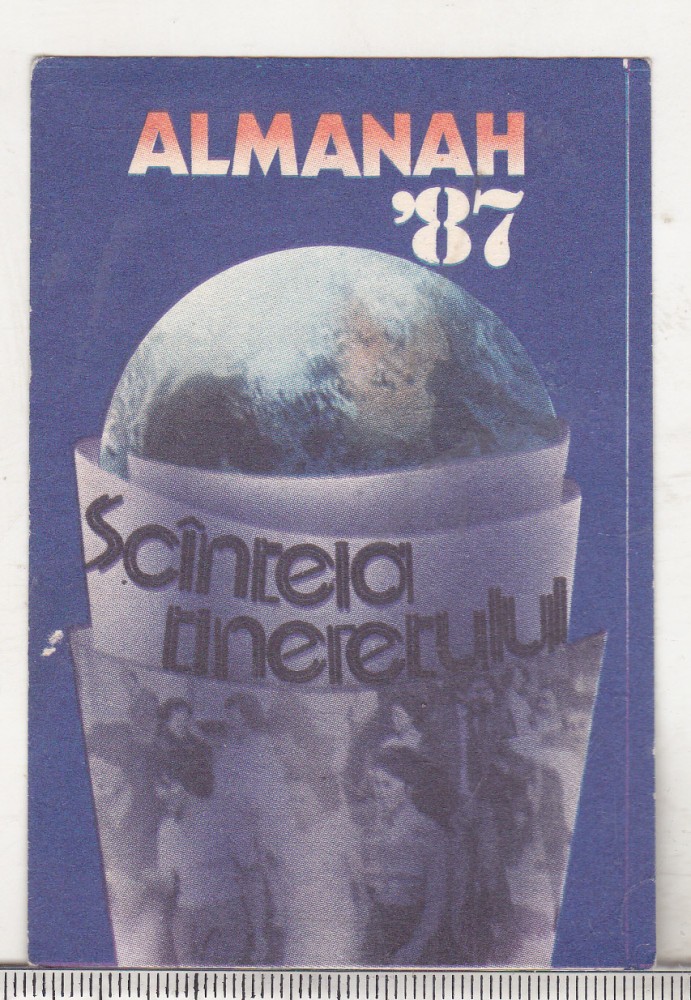 ALMANAH
'87
Scînteia
tineretului